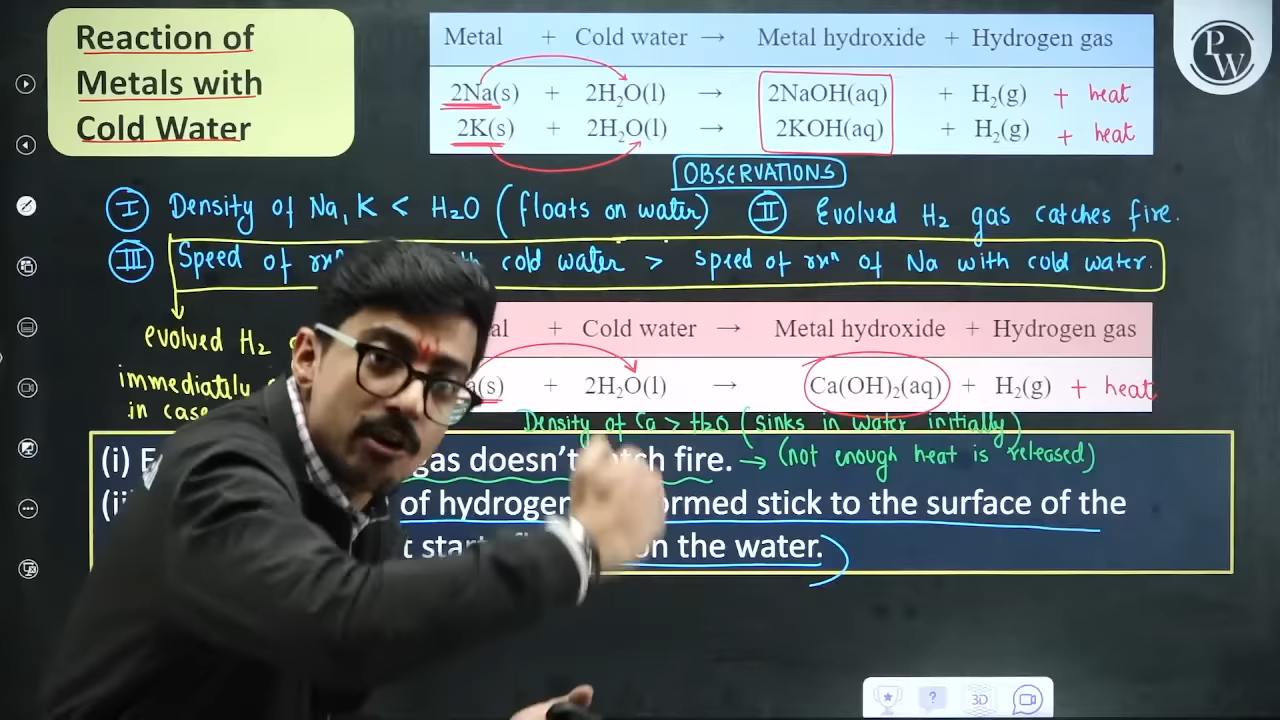 Reaction of
Metals with
Cold Water
Metal + Cold water → Metal hydroxide + Hydrogen gas
2Na(s) + 2H₂O(l) → 2NaOH(aq) + H₂(g) + heat
2K(s) + 2H₂O(l) → 2KOH(aq) + H₂(g) + heat
OBSERVATIONS
I Density of Na, K < H₂O (floats on water) II Evolved H₂ gas catches fire.
III Speed of rxⁿ cold water > speed of rxⁿ of Na with cold water.
evolved H₂
immediately
in case
+ Cold water → Metal hydroxide + Hydrogen gas
(s) + 2H₂O(l) → Ca(OH)₂(aq) + H₂(g) + heat
Density of Ca > H₂O (sinks in water initially)
(i) gas doesn't fire. → (not enough heat is released)
of hydrogen stick to the surface of the
on the water.
PW
?
3D